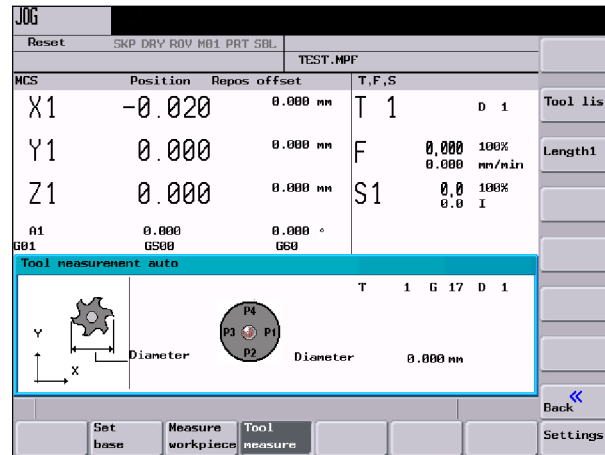 JOG
Reset SKP DRY ROV M01 PRT SBL
TEST.MPF
MCS Position Repos offset T,F,S
X1 -0.020 0.000 mm T 1 D 1
Tool lis
Y1 0.000 0.000 mm F 0,000 100%
0.000 mm/min
Length1
Z1 0.000 0.000 mm S1 0,0 100%
0.0 I
A1 0.000 0.000 °
G01 G500 G60
Tool measurement auto
T 1 G 17 D 1
P4
P3 P1
P2
Y
X
Diameter
Diameter 0.000 mm
Back
Set base
Measure workpiece
Tool measure
Settings